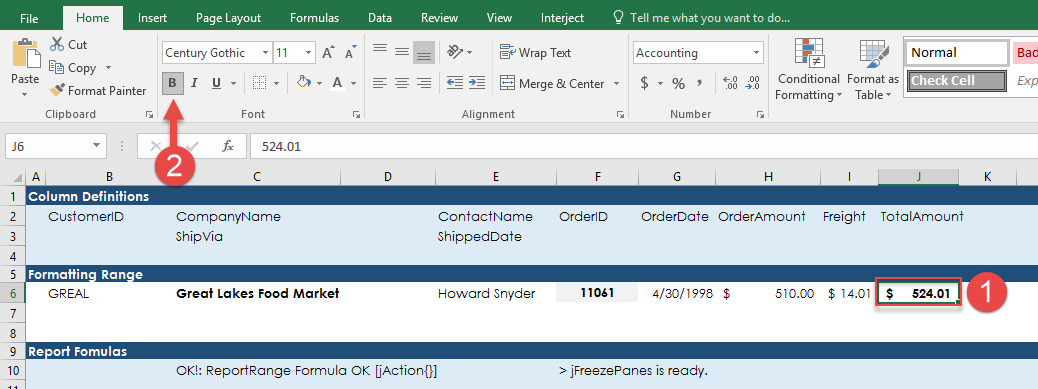 File Home Insert Page Layout Formulas Data Review View Interject Tell me what you want to do...
Cut
Copy
Format Painter
Paste
Clipboard
Century Gothic 11 A A
B I U A
Font
Wrap Text
Merge & Center
Alignment
Accounting
$ % ,
.00 .0
Number
Conditional Formatting
Format as Table
Normal Bad
Check Cell Exp
J6 fx 524.01
2
A B C D E F G H I J K
1 Column Definitions
2 CustomerID CompanyName ContactName OrderID OrderDate OrderAmount Freight TotalAmount
3 ShipVia ShippedDate
4
5 Formatting Range
6 GREAL Great Lakes Food Market Howard Snyder 11061 4/30/1998 $ 510.00 $ 14.01 $ 524.01 1
7
8
9 Report Fomulas
10 OK!: ReportRange Formula OK [jAction{}] > jFreezePanes is ready.